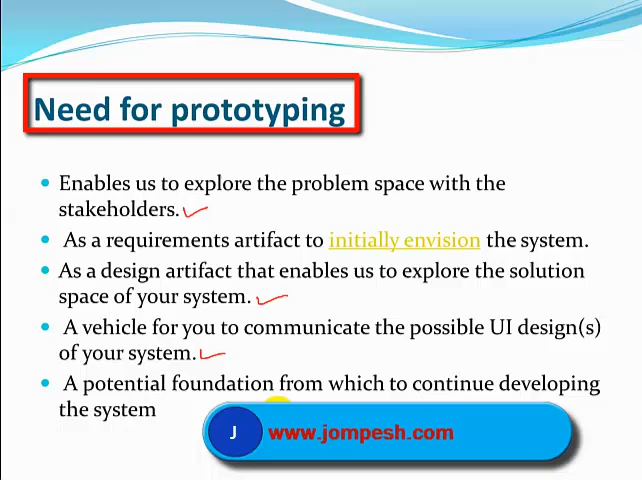 Need for prototyping
Enables us to explore the problem space with the
stakeholders.
As a requirements artifact to initially envision the system.
As a design artifact that enables us to explore the solution
space of your system.
A vehicle for you to communicate the possible UI design(s)
of your system.
A potential foundation from which to continue developing
the system
J
www.jompesh.com